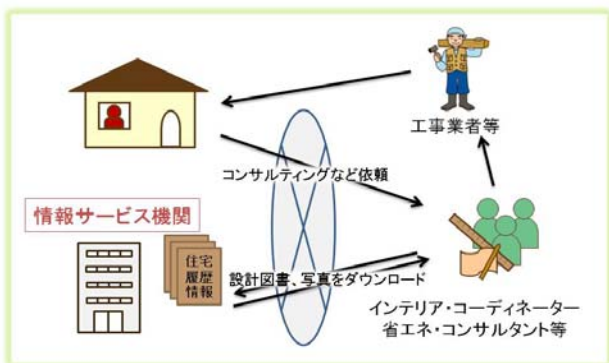 工事業者等
コンサルティングなど依頼
情報サービス機関
住宅
履歴
情報
設計図書、写真をダウンロード
インテリア・コーディネーター
省エネ・コンサルタント等